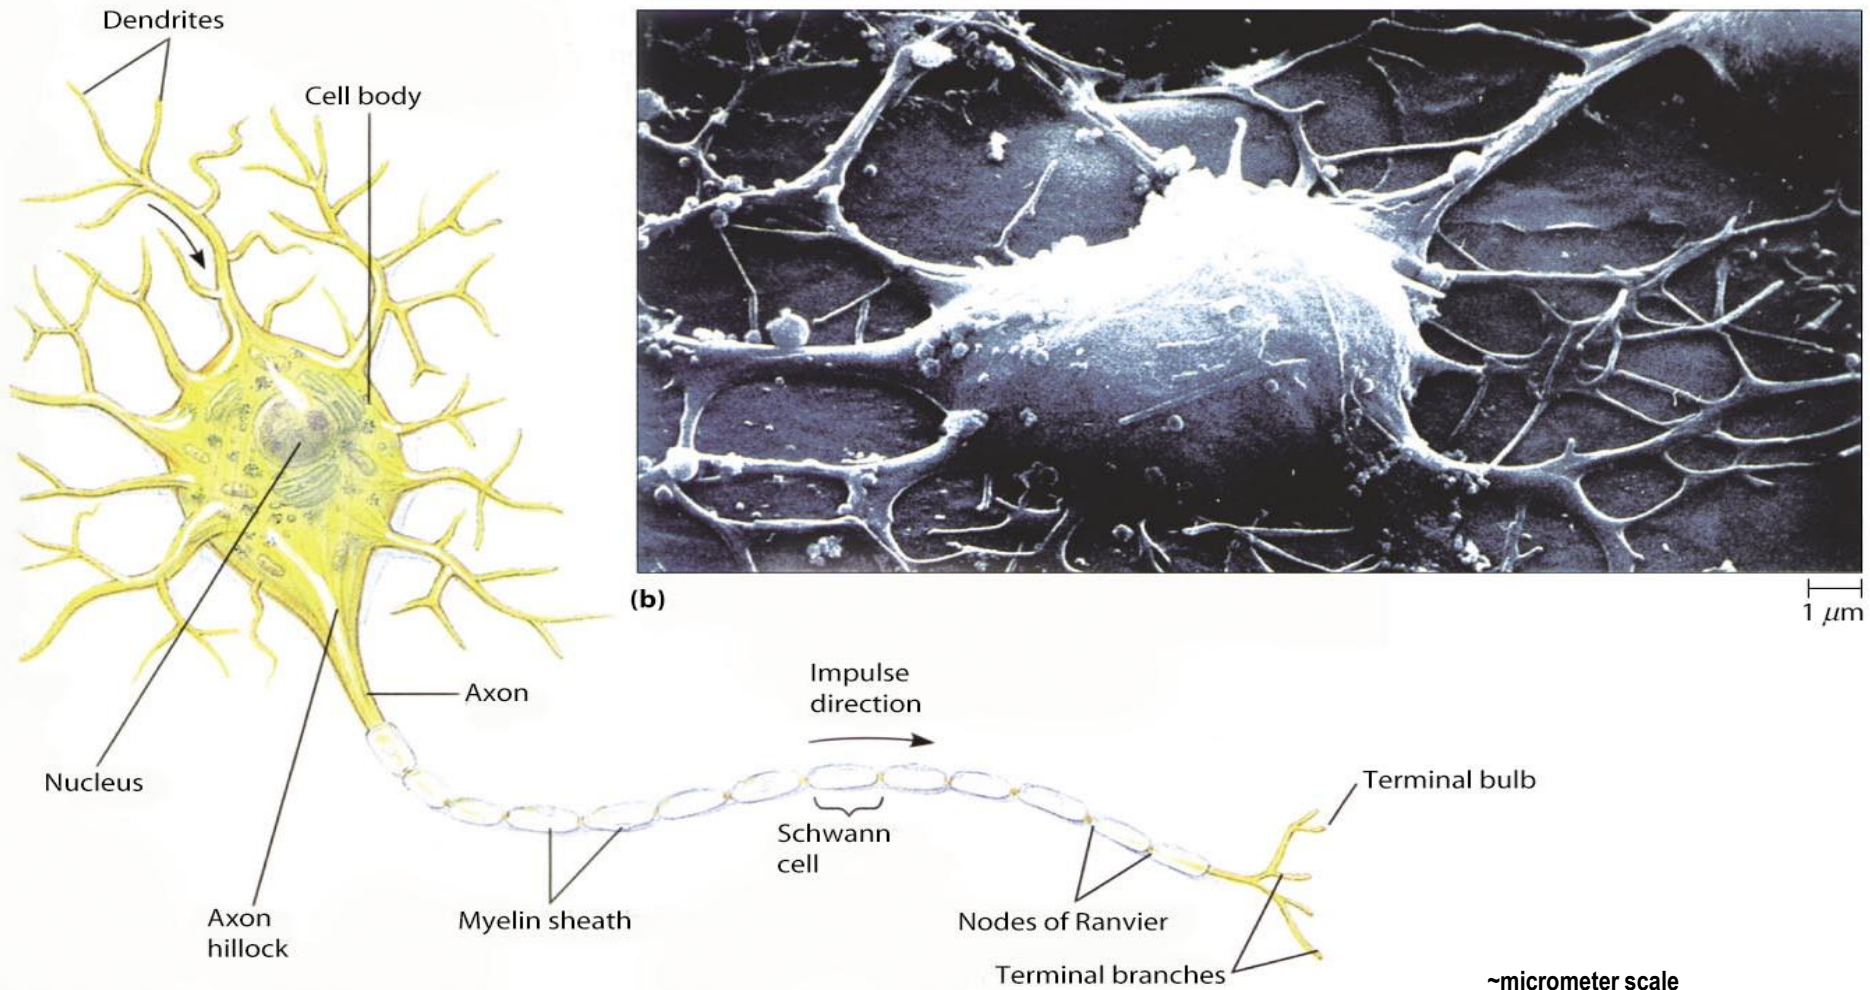 Dendrites
Cell body
(b)
1 μm
Axon
Impulse
direction
Nucleus
Terminal bulb
Schwann
cell
Axon
hillock
Myelin sheath
Nodes of Ranvier
Terminal branches
~micrometer scale